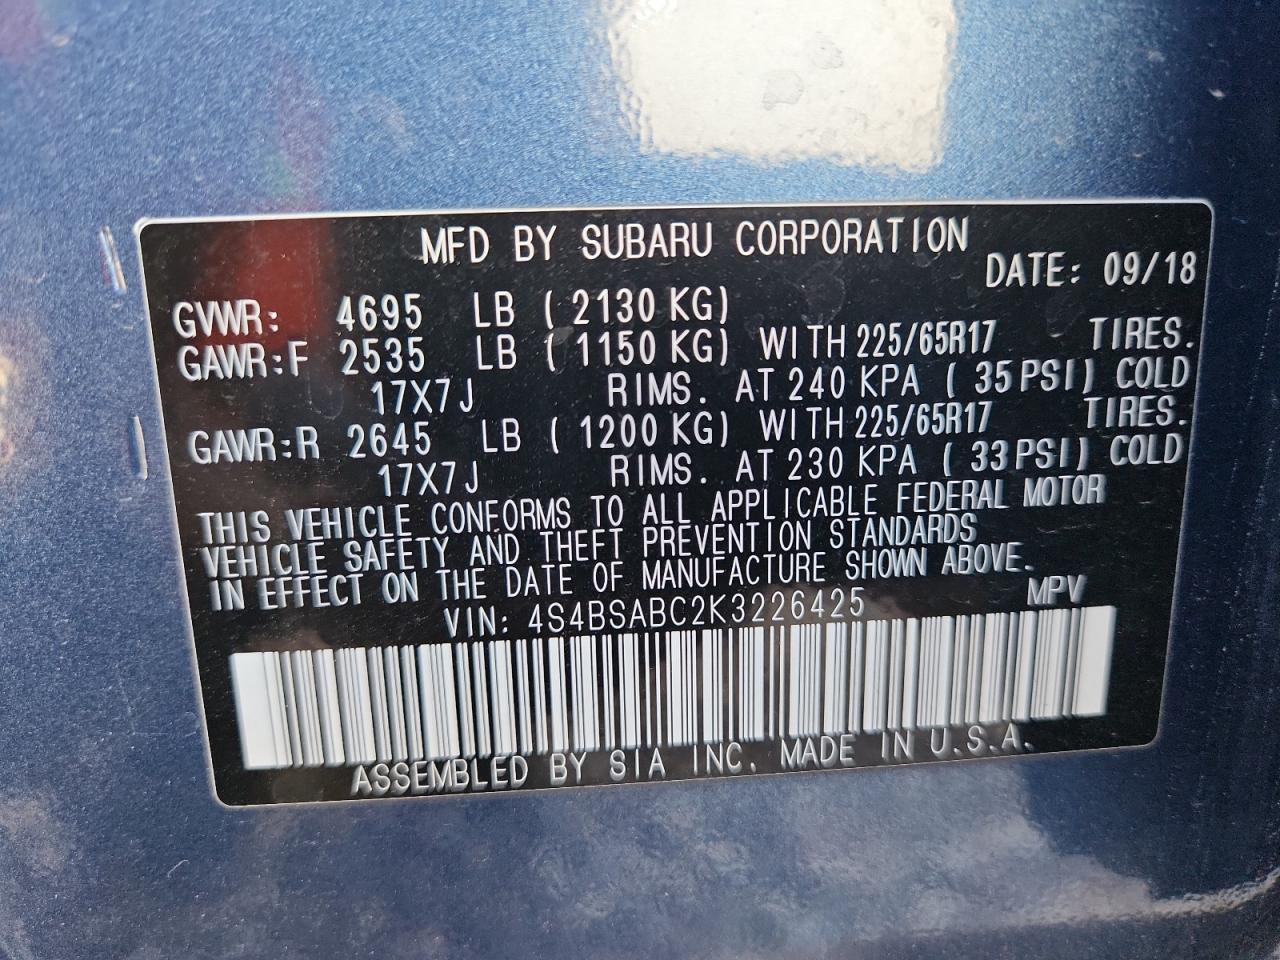 MFD BY SUBARU CORPORATION
DATE: 09/18
GVWR: 4695 LB ( 2130 KG)
GAWR:F 2535 LB ( 1150 KG) WITH 225/65R17 TIRES.
17X7J RIMS. AT 240 KPA ( 35 PSI) COLD
GAWR:R 2645 LB ( 1200 KG) WITH 225/65R17 TIRES.
17X7J RIMS. AT 230 KPA ( 33 PSI) COLD
THIS VEHICLE CONFORMS TO ALL APPLICABLE FEDERAL MOTOR
VEHICLE SAFETY AND THEFT PREVENTION STANDARDS
IN EFFECT ON THE DATE OF MANUFACTURE SHOWN ABOVE.
VIN: 4S4BSABC2K3226425 MPV
ASSEMBLED BY SIA INC. MADE IN U.S.A.